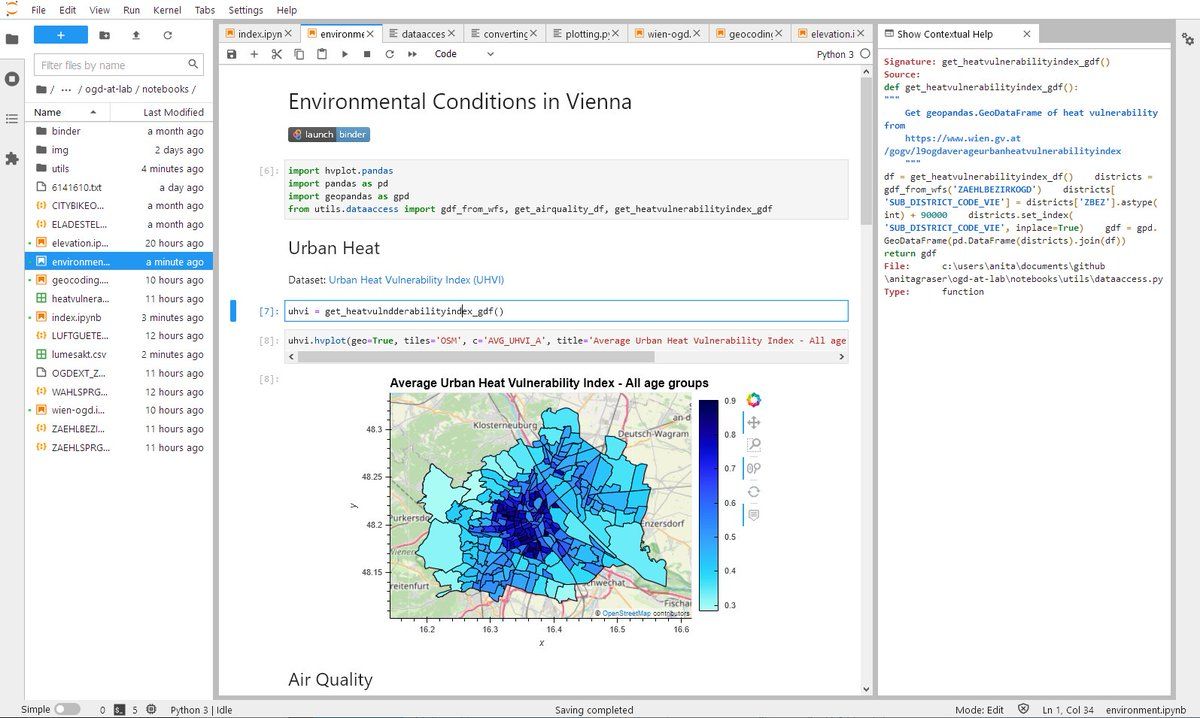 File Edit View Run Kernel Tabs Settings Help
+
Filter files by name
/ ··· / ogd-at-lab / notebooks /
Name Last Modified
binder a month ago
img 2 days ago
utils 4 minutes ago
6141610.txt a day ago
CITYBIKEO... a month ago
ELADESTEL... a month ago
elevation.ip... 20 hours ago
environmen... a minute ago
geocoding.... 10 hours ago
heatvulnera... 11 hours ago
index.ipynb 3 minutes ago
LUFTGUETE... 12 hours ago
lumesakt.csv 2 minutes ago
OGDEXT_Z... 11 hours ago
WAHLSPRG... 12 hours ago
wien-ogd.i... 10 hours ago
ZAEHLBEZI... 11 hours ago
ZAEHLSPRG... 11 hours ago
index.ipyn environme dataacces converting plotting.py wien-ogd. geocoding elevation.i
Code Python 3
Environmental Conditions in Vienna
launch binder
[6]: import hvplot.pandas
import pandas as pd
import geopandas as gpd
from utils.dataaccess import gdf_from_wfs, get_airquality_df, get_heatvulnerabilityindex_gdf
Urban Heat
Dataset: Urban Heat Vulnerability Index (UHVI)
[7]: uhvi = get_heatvulndderabilityindex_gdf()
[8]: uhvi.hvplot(geo=True, tiles='OSM', c='AVG_UHVI_A', title='Average Urban Heat Vulnerability Index - All age
[8]:
Average Urban Heat Vulnerability Index - All age groups
Klosterneuburg
Deutsch-Wagram
an-d
Purkersdo
Wiener
reitenfurt
nzersdorf
chwechat
Fischa
© OpenStreetMap contributors
48.3
48.25
48.2
48.15
y
16.2 16.3 16.4 16.5 16.6
x
0.9
0.8
0.7
0.6
0.5
0.4
0.3
Air Quality
Show Contextual Help
Signature: get_heatvulnerabilityindex_gdf()
Source:
def get_heatvulnerabilityindex_gdf():
"""
Get geopandas.GeoDataFrame of heat vulnerability
from
https://www.wien.gv.at
/gogv/l9ogdaverageurbanheatvulnerabilityindex
"""
df = get_heatvulnerabilityindex_df() districts =
gdf_from_wfs('ZAEHLBEZIRKOGD') districts[
'SUB_DISTRICT_CODE_VIE'] = districts['ZBEZ'].astype(
int) + 90000 districts.set_index(
'SUB_DISTRICT_CODE_VIE', inplace=True) gdf = gpd.
GeoDataFrame(pd.DataFrame(districts).join(df))
return gdf
File: c:\users\anita\documents\github
\anitagraser\ogd-at-lab\notebooks\utils\dataaccess.py
Type: function
Simple 0 5 Python 3 | Idle Saving completed Mode: Edit Ln 1, Col 34 environment.ipynb